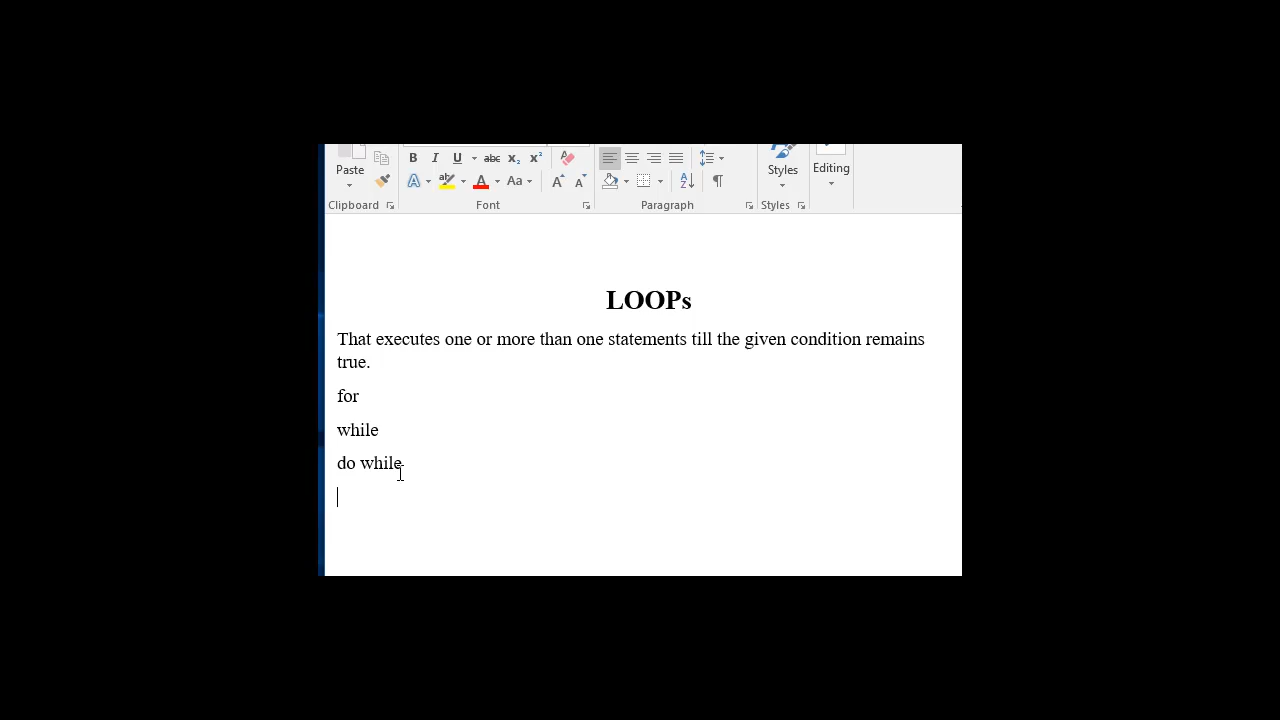 B I U abc X₂ X²
Paste
Styles
Editing
A ab A Aa A A A Z ¶
Clipboard
Font
Paragraph
Styles
LOOPs
That executes one or more than one statements till the given condition remains
true.
for
while
do while